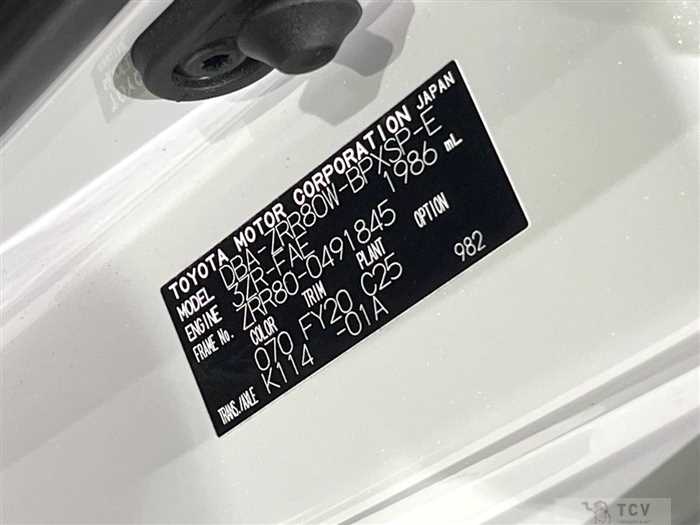 TOYOTA MOTOR CORPORATION JAPAN
MODEL DBA-ZRR80W-BPXSP-E
ENGINE 3ZR-FAE 1986 mL
FRAME No. ZRR80-0491845
COLOR TRIM PLANT OPTION
070 FY20 C25 982
TRANS./AXLE K114 -01A
TCV